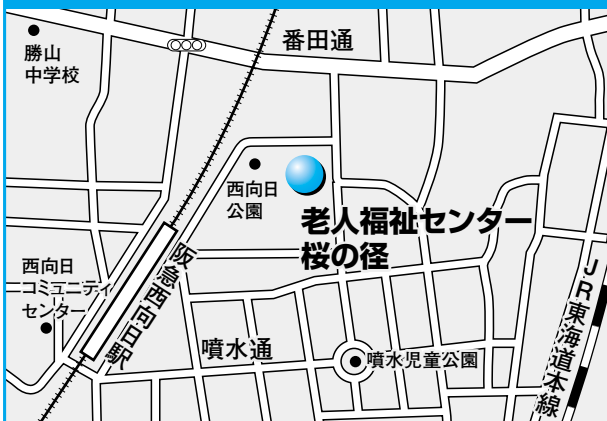 番田通
勝山
中学校
西向日
公園
老人福祉センター
桜の径
西向日
コミュニティ
センター
阪急西向日駅
噴水通
噴水児童公園
JR東海道本線